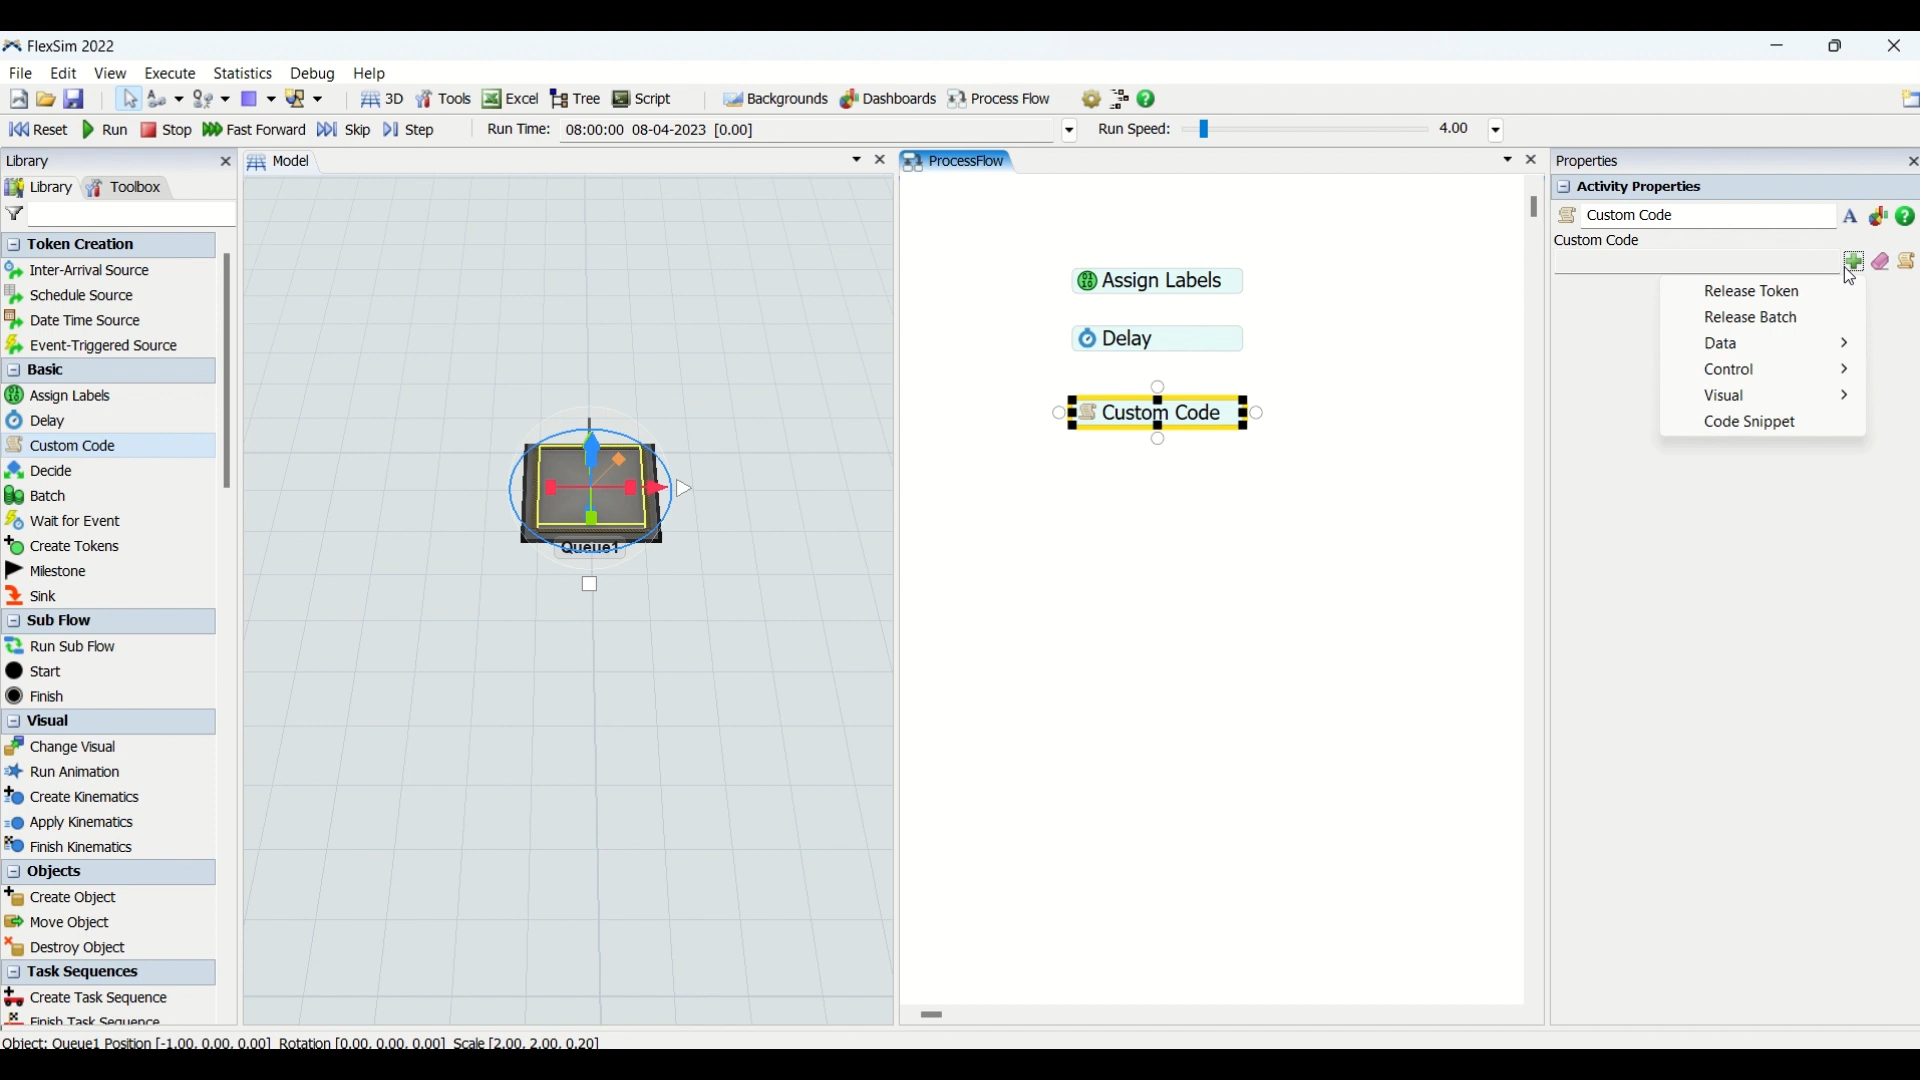 FlexSim 2022
File Edit View Execute Statistics Debug Help
3D Tools Excel Tree Script Backgrounds Dashboards Process Flow
Reset Run Stop Fast Forward Skip Step Run Time: 08:00:00 08-04-2023 [0.00] Run Speed: 4.00
Library
Library Toolbox
Token Creation
Inter-Arrival Source
Schedule Source
Date Time Source
Event-Triggered Source
Basic
Assign Labels
Delay
Custom Code
Decide
Batch
Wait for Event
Create Tokens
Milestone
Sink
Sub Flow
Run Sub Flow
Start
Finish
Visual
Change Visual
Run Animation
Create Kinematics
Apply Kinematics
Finish Kinematics
Objects
Create Object
Move Object
Destroy Object
Task Sequences
Create Task Sequence
Finish Task Sequence
Model
Queue1
ProcessFlow
Assign Labels
Delay
Custom Code
Properties
Activity Properties
Custom Code
Custom Code
Release Token
Release Batch
Data
Control
Visual
Code Snippet
Object: Queue1 Position [-1.00, 0.00, 0.00] Rotation [0.00, 0.00, 0.00] Scale [2.00, 2.00, 0.20]